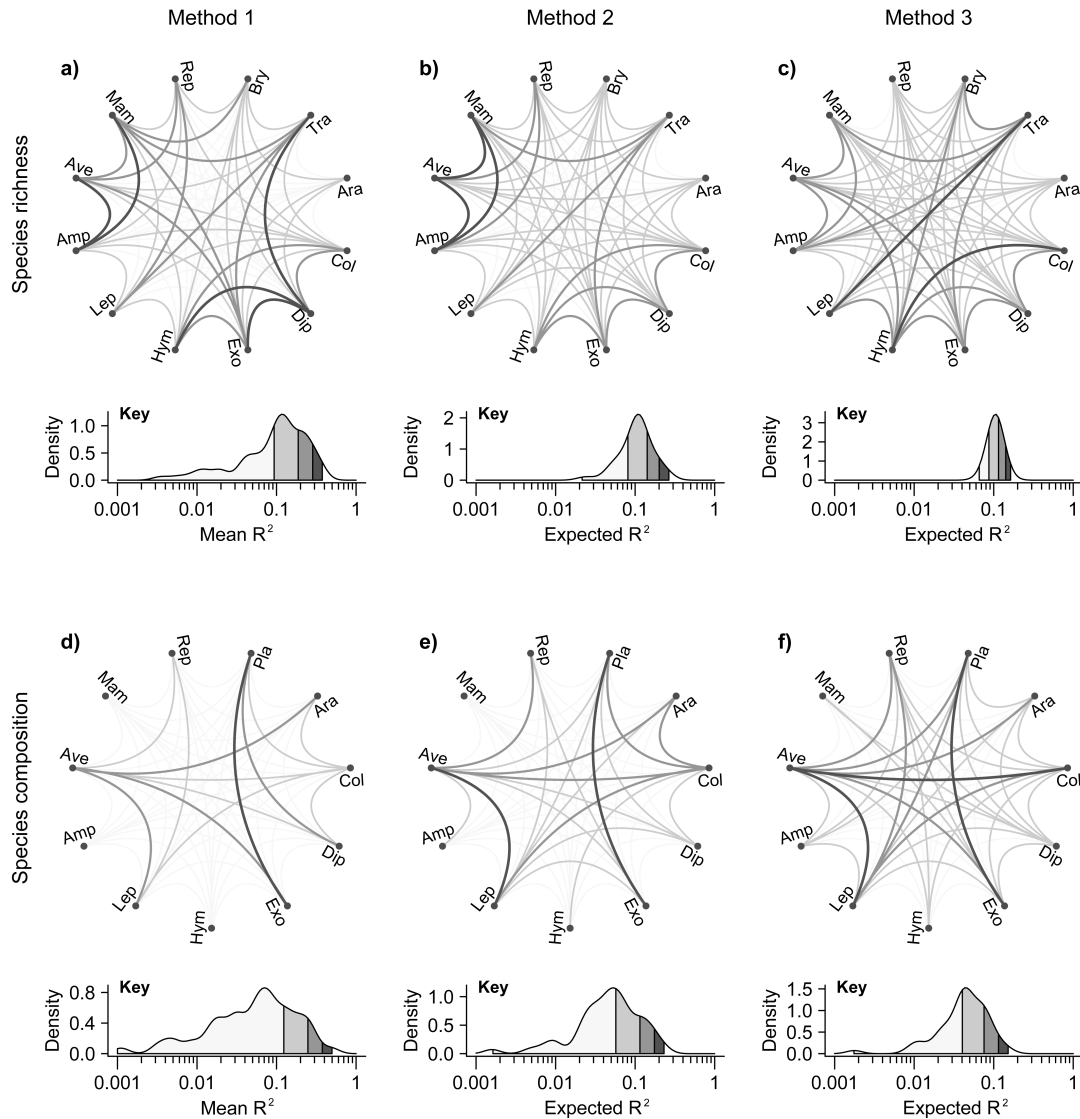 Method 1
Method 2
Method 3
Species richness
a)
Rep
Bry
Mam
Tra
Ave
Ara
Amp
Col
Lep
Dip
Hym
Exo
b)
Rep
Bry
Mam
Tra
Ave
Ara
Amp
Col
Lep
Dip
Hym
Exo
c)
Rep
Bry
Mam
Tra
Ave
Ara
Amp
Col
Lep
Dip
Hym
Exo
Key
Density
1.0
0.5
0.0
0.001 0.01 0.1 1
Mean R²
Key
Density
2
1
0
0.001 0.01 0.1 1
Expected R²
Key
Density
3
2
1
0
0.001 0.01 0.1 1
Expected R²
Species composition
d)
Rep
Pla
Mam
Ara
Ave
Col
Amp
Dip
Lep
Exo
Hym
e)
Rep
Pla
Mam
Ara
Ave
Col
Amp
Dip
Lep
Exo
Hym
f)
Rep
Pla
Mam
Ara
Ave
Col
Amp
Dip
Lep
Exo
Hym
Key
Density
0.8
0.4
0.0
0.001 0.01 0.1 1
Mean R²
Key
Density
1.0
0.5
0.0
0.001 0.01 0.1 1
Expected R²
Key
Density
1.5
1.0
0.5
0.0
0.001 0.01 0.1 1
Expected R²